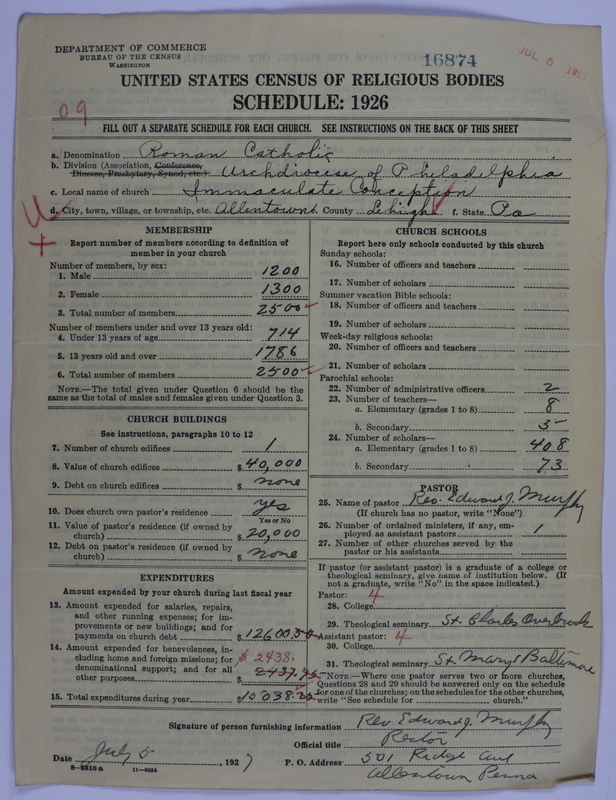 DEPARTMENT OF COMMERCE
BUREAU OF THE CENSUS
WASHINGTON
16874
JUL 5 1927
UNITED STATES CENSUS OF RELIGIOUS BODIES
SCHEDULE: 1926
09
FILL OUT A SEPARATE SCHEDULE FOR EACH CHURCH. SEE INSTRUCTIONS ON THE BACK OF THIS SHEET
a. Denomination Roman Catholic
b. Division (Association, Conference, Diocese, Presbytery, Synod, etc.) Archdiocese of Philadelphia
c. Local name of church Immaculate Conception
d. City, town, village, or township, etc. Allentown e. County Lehigh f. State Pa
MEMBERSHIP
Report number of members according to definition of member in your church
Number of members, by sex:
1. Male 1200
2. Female 1300
3. Total number of members 2500
Number of members under and over 13 years old:
4. Under 13 years of age 714
5. 13 years old and over 1786
6. Total number of members 2500
NOTE.—The total given under Question 6 should be the same as the total of males and females given under Question 3.
CHURCH BUILDINGS
See instructions, paragraphs 10 to 12
7. Number of church edifices 1
8. Value of church edifices $40,000
9. Debt on church edifices $none
10. Does church own pastor's residence yes
Yes or No
11. Value of pastor's residence (if owned by church) $20,000
12. Debt on pastor's residence (if owned by church) $none
EXPENDITURES
Amount expended by your church during last fiscal year
13. Amount expended for salaries, repairs, and other running expenses; for improvements or new buildings; and for payments on church debt $12600.50
14. Amount expended for benevolences, including home and foreign missions; for denominational support; and for all other purposes $2438. $2437.75
15. Total expenditures during year $15038.25
CHURCH SCHOOLS
Report here only schools conducted by this church
Sunday schools:
16. Number of officers and teachers
17. Number of scholars
Summer vacation Bible schools:
18. Number of officers and teachers
19. Number of scholars
Week-day religious schools:
20. Number of officers and teachers
21. Number of scholars
Parochial schools:
22. Number of administrative officers 2
23. Number of teachers—
a. Elementary (grades 1 to 8) 8
b. Secondary 5
24. Number of scholars—
a. Elementary (grades 1 to 8) 408
b. Secondary 73
PASTOR
25. Name of pastor Rev. Edward J. Murphy
(If church has no pastor, write "None")
26. Number of ordained ministers, if any, employed as assistant pastors 1
27. Number of other churches served by the pastor or his assistants
If pastor (or assistant pastor) is a graduate of a college or theological seminary, give name of institution below. (If not a graduate, write "No" in the space indicated.)
Pastor: 4
28. College
29. Theological seminary St. Charles Overbrook
Assistant pastor: 4
30. College
31. Theological seminary St. Marys Baltimore
NOTE.—Where one pastor serves two or more churches, Questions 28 and 29 should be answered only on the schedule for one of the churches; on the schedules for the other churches, write "See schedule for church."
Signature of person furnishing information Rev Edward J. Murphy
Official title Rector
Date July 5 1927
P. O. Address 501 Ridge Ave
Allentown Penna
8-5518a 11-9034